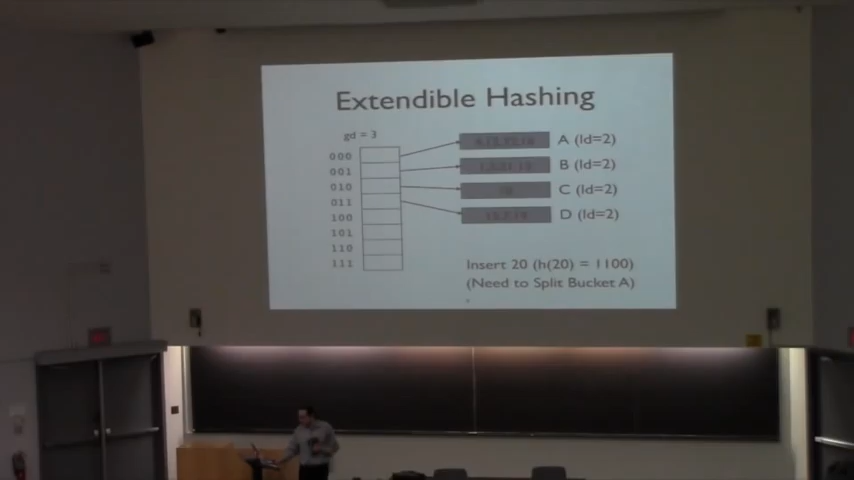 Extendible Hashing
gd = 3
000
001
010
011
100
101
110
111
A (ld=2)
B (ld=2)
C (ld=2)
D (ld=2)
Insert 20 (h(20) = 1100)
(Need to Split Bucket A)